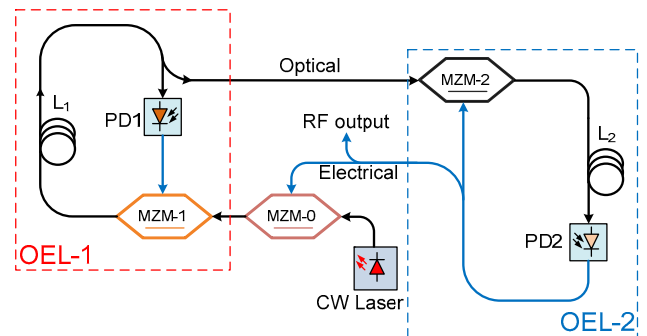 Optical
MZM-2
L₁
PD1
RF output
L₂
Electrical
MZM-1
MZM-0
PD2
OEL-1
CW Laser
OEL-2